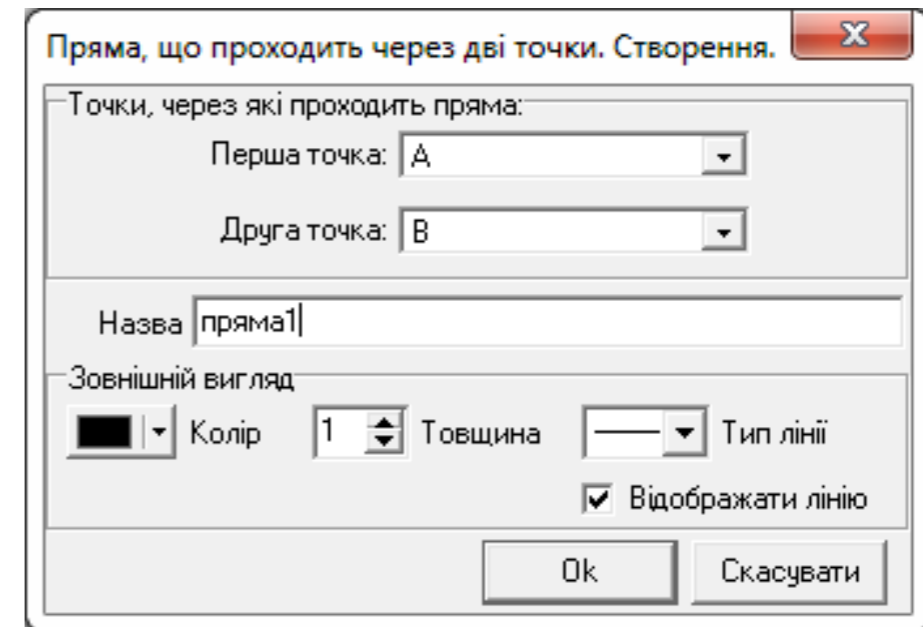 Пряма, що проходить через дві точки. Створення.
Точки, через які проходить пряма:
Перша точка: A
Друга точка: B
Назва пряма1
Зовнішній вигляд
Колір 1 Товщина Тип лінії
Відображати лінію
Ok Скасувати